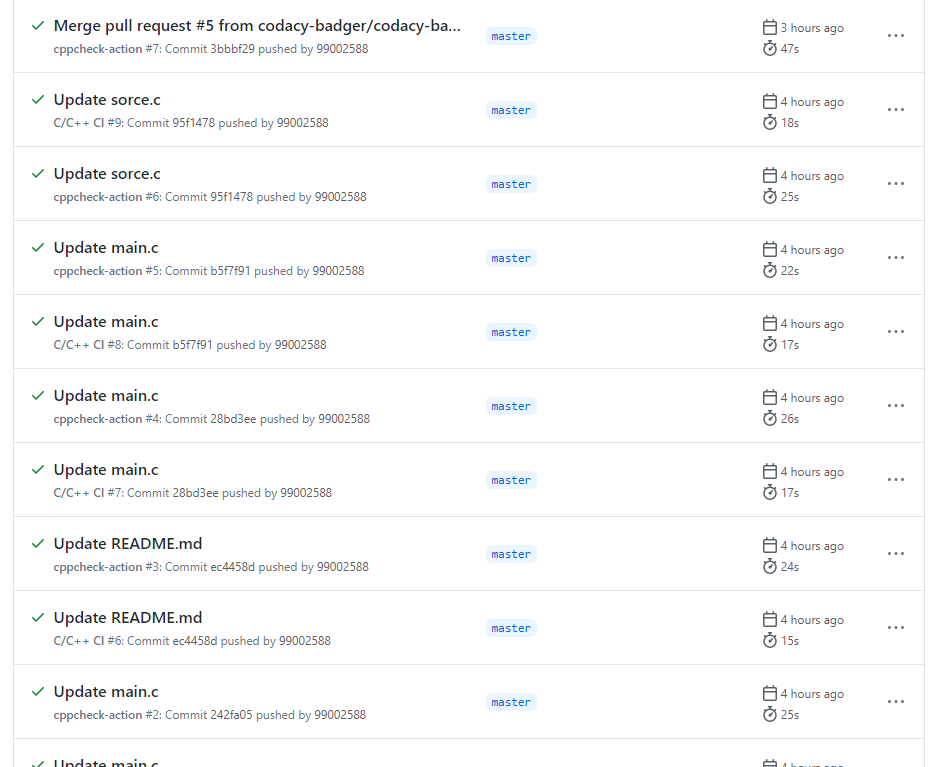 Merge pull request #5 from codacy-badger/codacy-ba...
master
3 hours ago
cppcheck-action #7: Commit 3bbbf29 pushed by 99002588
47s
Update sorce.c
master
4 hours ago
C/C++ CI #9: Commit 95f1478 pushed by 99002588
18s
Update sorce.c
master
4 hours ago
cppcheck-action #6: Commit 95f1478 pushed by 99002588
25s
Update main.c
master
4 hours ago
cppcheck-action #5: Commit b5f7f91 pushed by 99002588
22s
Update main.c
master
4 hours ago
C/C++ CI #8: Commit b5f7f91 pushed by 99002588
17s
Update main.c
master
4 hours ago
cppcheck-action #4: Commit 28bd3ee pushed by 99002588
26s
Update main.c
master
4 hours ago
C/C++ CI #7: Commit 28bd3ee pushed by 99002588
17s
Update README.md
master
4 hours ago
cppcheck-action #3: Commit ec4458d pushed by 99002588
24s
Update README.md
master
4 hours ago
C/C++ CI #6: Commit ec4458d pushed by 99002588
15s
Update main.c
master
4 hours ago
cppcheck-action #2: Commit 242fa05 pushed by 99002588
25s
Update main.c
4 hours ago